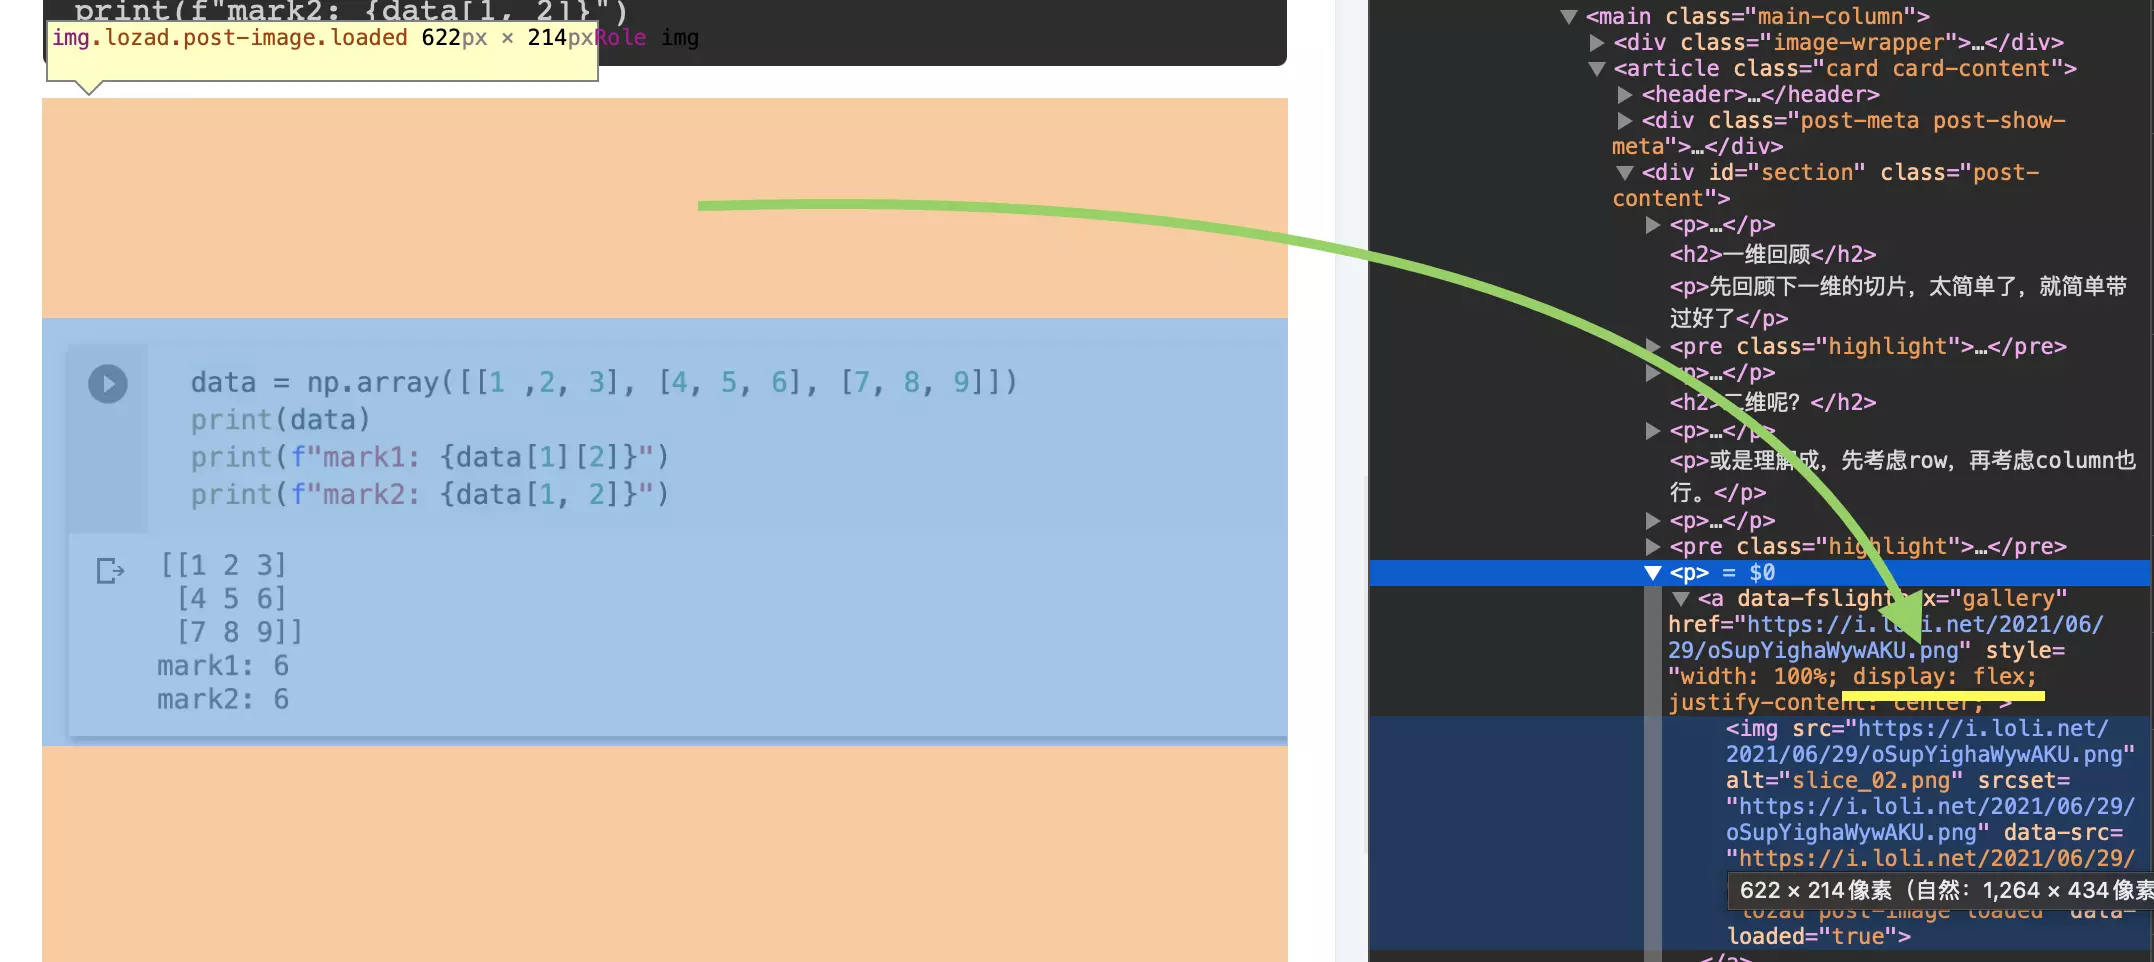 print(f"mark2: {data[1, 2]}")
img.lozad.post-image.loaded 622px × 214pxRole img
data = np.array([[1 ,2, 3], [4, 5, 6], [7, 8, 9]])
print(data)
print(f"mark1: {data[1][2]}")
print(f"mark2: {data[1, 2]}")
[[1 2 3]
[4 5 6]
[7 8 9]]
mark1: 6
mark2: 6
<main class="main-column">
<div class="image-wrapper">…</div>
<article class="card card-content">
<header>…</header>
<div class="post-meta post-show-
meta">…</div>
<div id="section" class="post-
content">
<p>…</p>
<h2>一维回顾</h2>
<p>先回顾下一维的切片，太简单了，就简单带
过好了</p>
<pre class="highlight">…</pre>
<p>…</p>
<h2>二维呢？</h2>
<p>…</p>
<p>或是理解成，先考虑row，再考虑column也
行。</p>
<p>…</p>
<pre class="highlight">…</pre>
<p> = $0
<a data-fslightbox="gallery"
href="https://i.loli.net/2021/06/
29/oSupYighaWywAKU.png" style=
"width: 100%; display: flex;
justify-content: center;">
<img src="https://i.loli.net/
2021/06/29/oSupYighaWywAKU.png"
alt="slice_02.png" srcset=
"https://i.loli.net/2021/06/29/
oSupYighaWywAKU.png" data-src=
"https://i.loli.net/2021/06/29/
622 × 214像素（自然：1,264 × 434像素
lozad post-image loaded" data-
loaded="true">
</a>